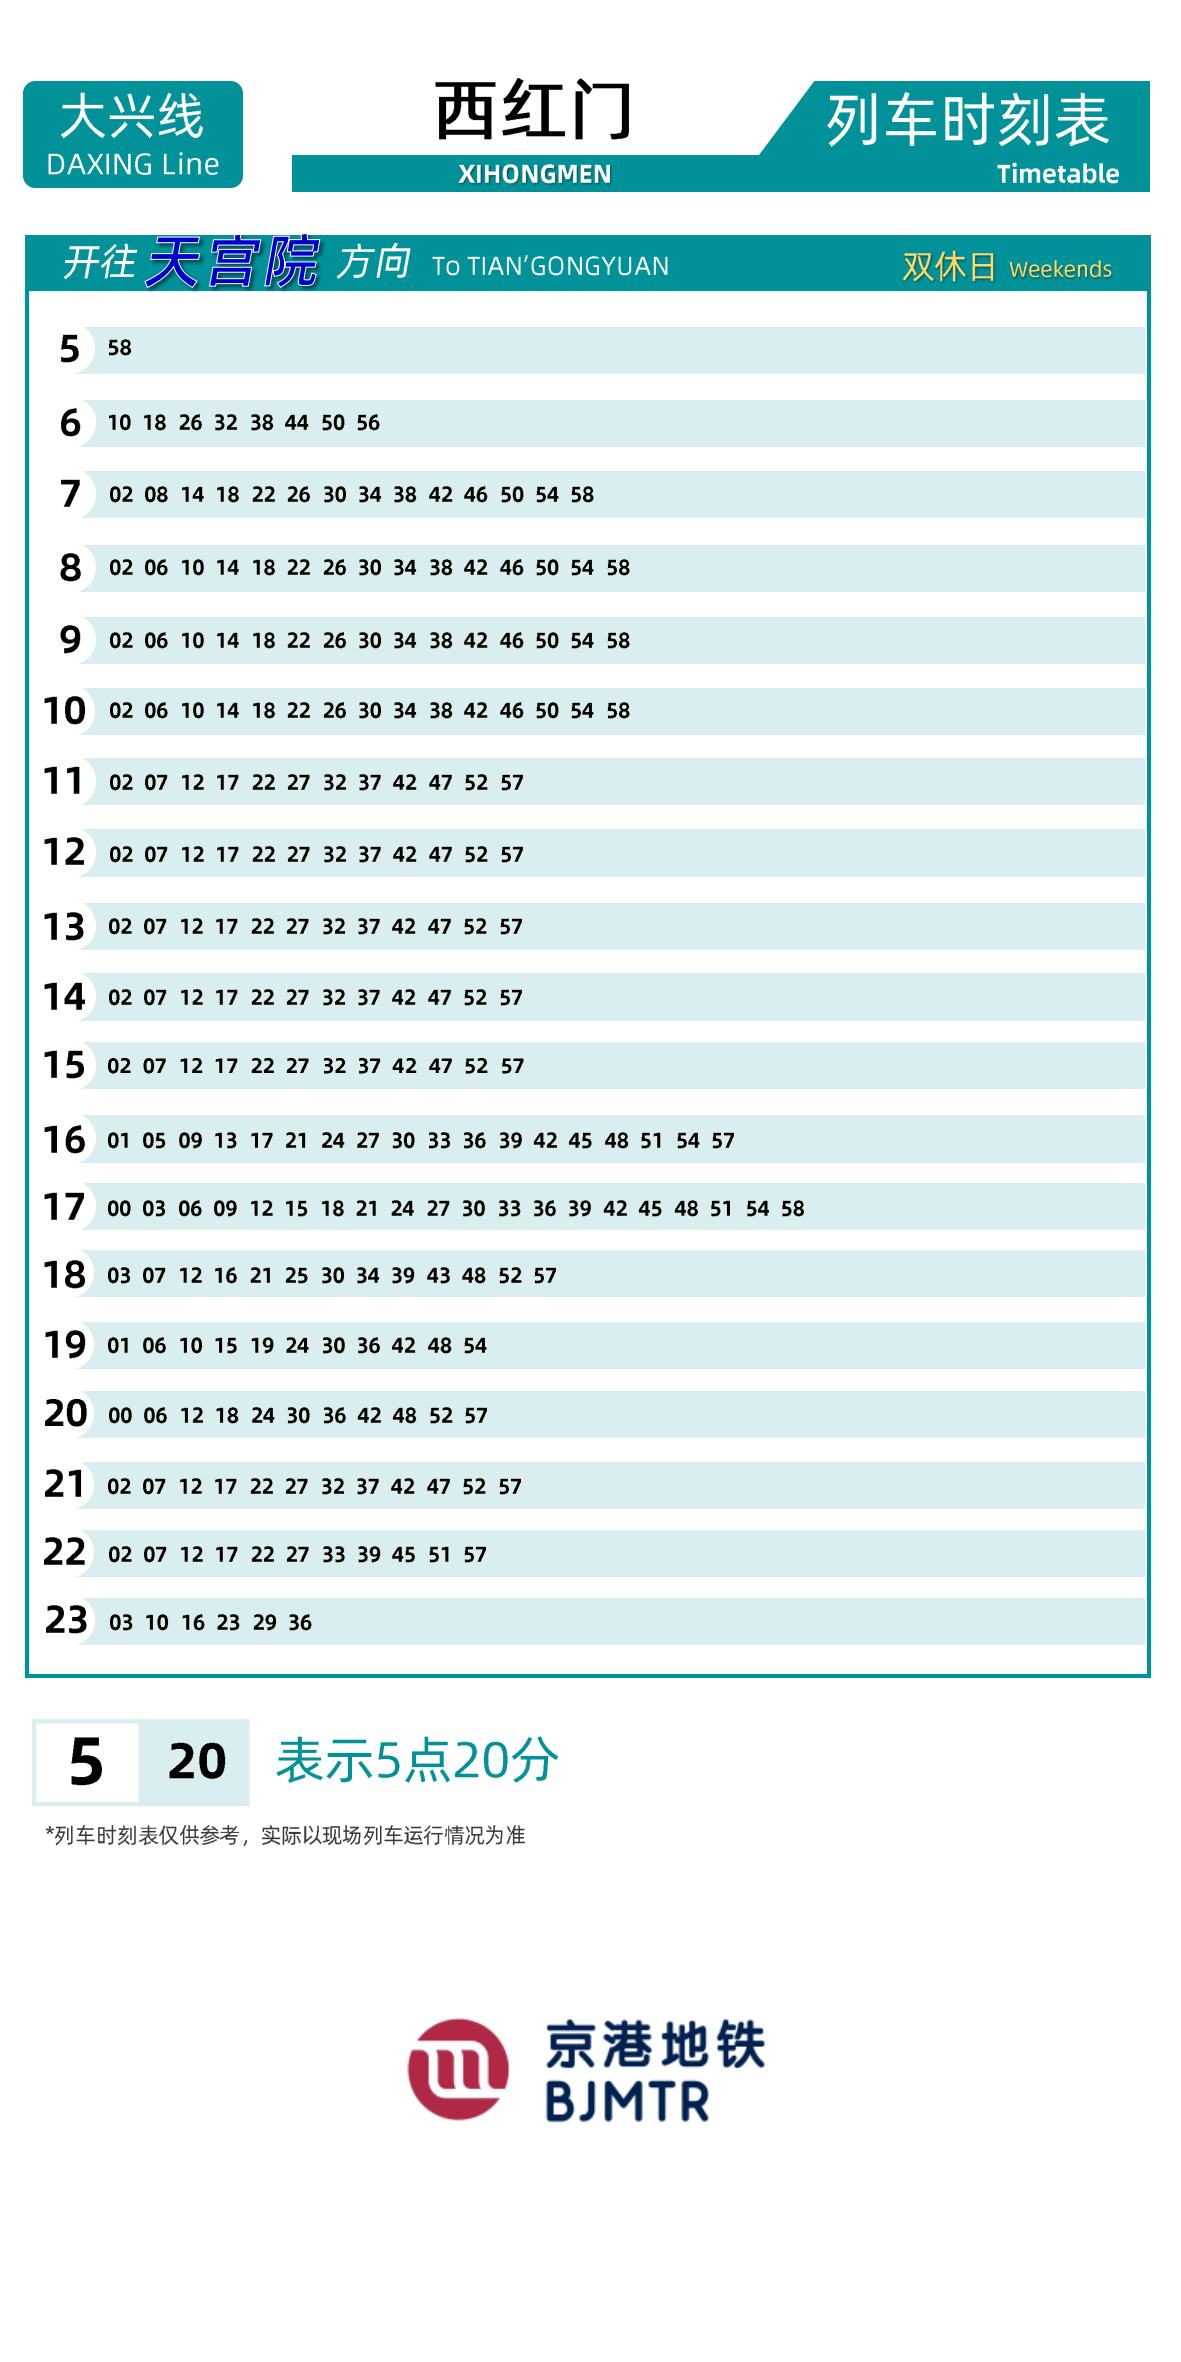 大兴线
DAXING Line
西红门
XIHONGMEN
列车时刻表
Timetable
开往 天宫院 方向 To TIAN’GONGYUAN 双休日 Weekends
5 58
6 10 18 26 32 38 44 50 56
7 02 08 14 18 22 26 30 34 38 42 46 50 54 58
8 02 06 10 14 18 22 26 30 34 38 42 46 50 54 58
9 02 06 10 14 18 22 26 30 34 38 42 46 50 54 58
10 02 06 10 14 18 22 26 30 34 38 42 46 50 54 58
11 02 07 12 17 22 27 32 37 42 47 52 57
12 02 07 12 17 22 27 32 37 42 47 52 57
13 02 07 12 17 22 27 32 37 42 47 52 57
14 02 07 12 17 22 27 32 37 42 47 52 57
15 02 07 12 17 22 27 32 37 42 47 52 57
16 01 05 09 13 17 21 24 27 30 33 36 39 42 45 48 51 54 57
17 00 03 06 09 12 15 18 21 24 27 30 33 36 39 42 45 48 51 54 58
18 03 07 12 16 21 25 30 34 39 43 48 52 57
19 01 06 10 15 19 24 30 36 42 48 54
20 00 06 12 18 24 30 36 42 48 52 57
21 02 07 12 17 22 27 32 37 42 47 52 57
22 02 07 12 17 22 27 33 39 45 51 57
23 03 10 16 23 29 36
5 20 表示5点20分
*列车时刻表仅供参考，实际以现场列车运行情况为准
京港地铁
BJMTR